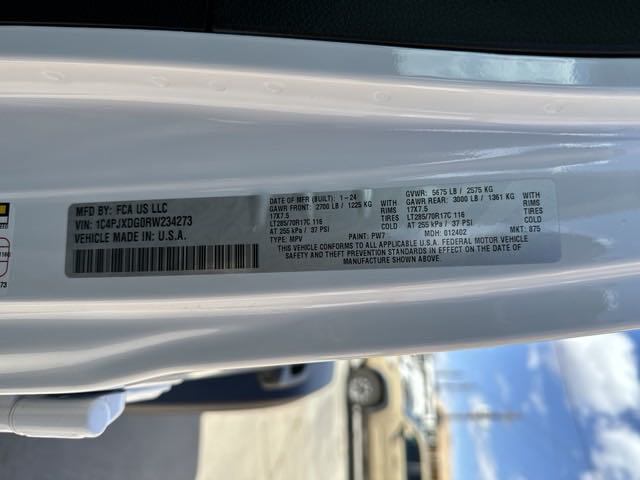 MFD BY: FCA US LLC
VIN: 1C4PJXDG0RW234273
VEHICLE MADE IN U.S.A.
DATE OF MFR (BUILT): 1-24
GAWR FRONT: 2700 LB / 1225 KG
17X7.5
LT285/70R17C 116
AT 255 kPa / 37 PSI
TYPE: MPV
WITH
RIMS
TIRES
PAINT: PW7
GVWR: 5675 LB / 2575 KG
GAWR REAR: 3000 LB / 1361 KG
17X7.5
LT285/70R17C 116
AT 255 kPa / 37 PSI
MDH: 012402
WITH
RIMS
TIRES
MKT: 875
THIS VEHICLE CONFORMS TO ALL APPLICABLE U.S.A. FEDERAL MOTOR VEHICLE
SAFETY AND THEFT PREVENTION STANDARDS IN EFFECT ON THE DATE OF
MANUFACTURE SHOWN ABOVE.